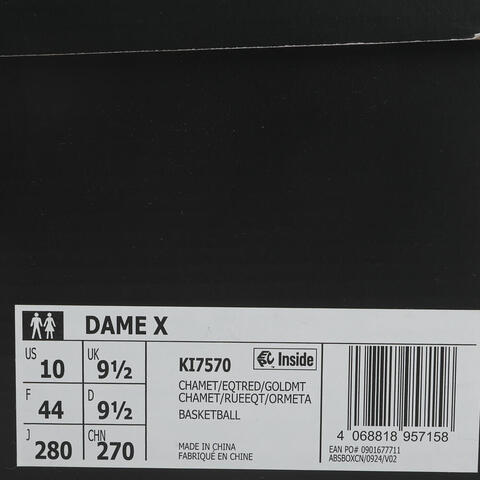 DAME X
US 10
UK 9½
F 44
D 9½
J 280
CHN 270
KI7570
Inside
CHAMET/EQTRED/GOLDMT
CHAMET/RUEEQT/ORMETA
BASKETBALL
MADE IN CHINA
FABRIQUÉ EN CHINE
4 068818 957158
EAN PO# 0901677711
ABSBOXCN/0924/V02